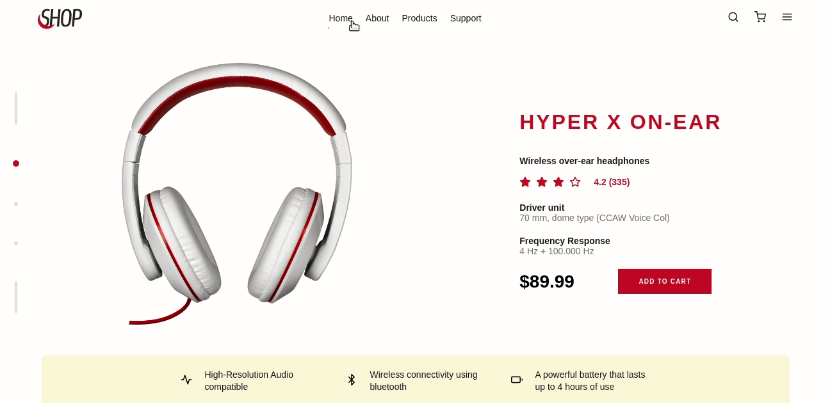 SHOP
Home About Products Support
HYPER X ON-EAR
Wireless over-ear headphones
4.2 (335)
Driver unit
70 mm, dome type (CCAW Voice Col)
Frequency Response
4 Hz + 100.000 Hz
$89.99 ADD TO CART
High-Resolution Audio
compatible
Wireless connectivity using
bluetooth
A powerful battery that lasts
up to 4 hours of use